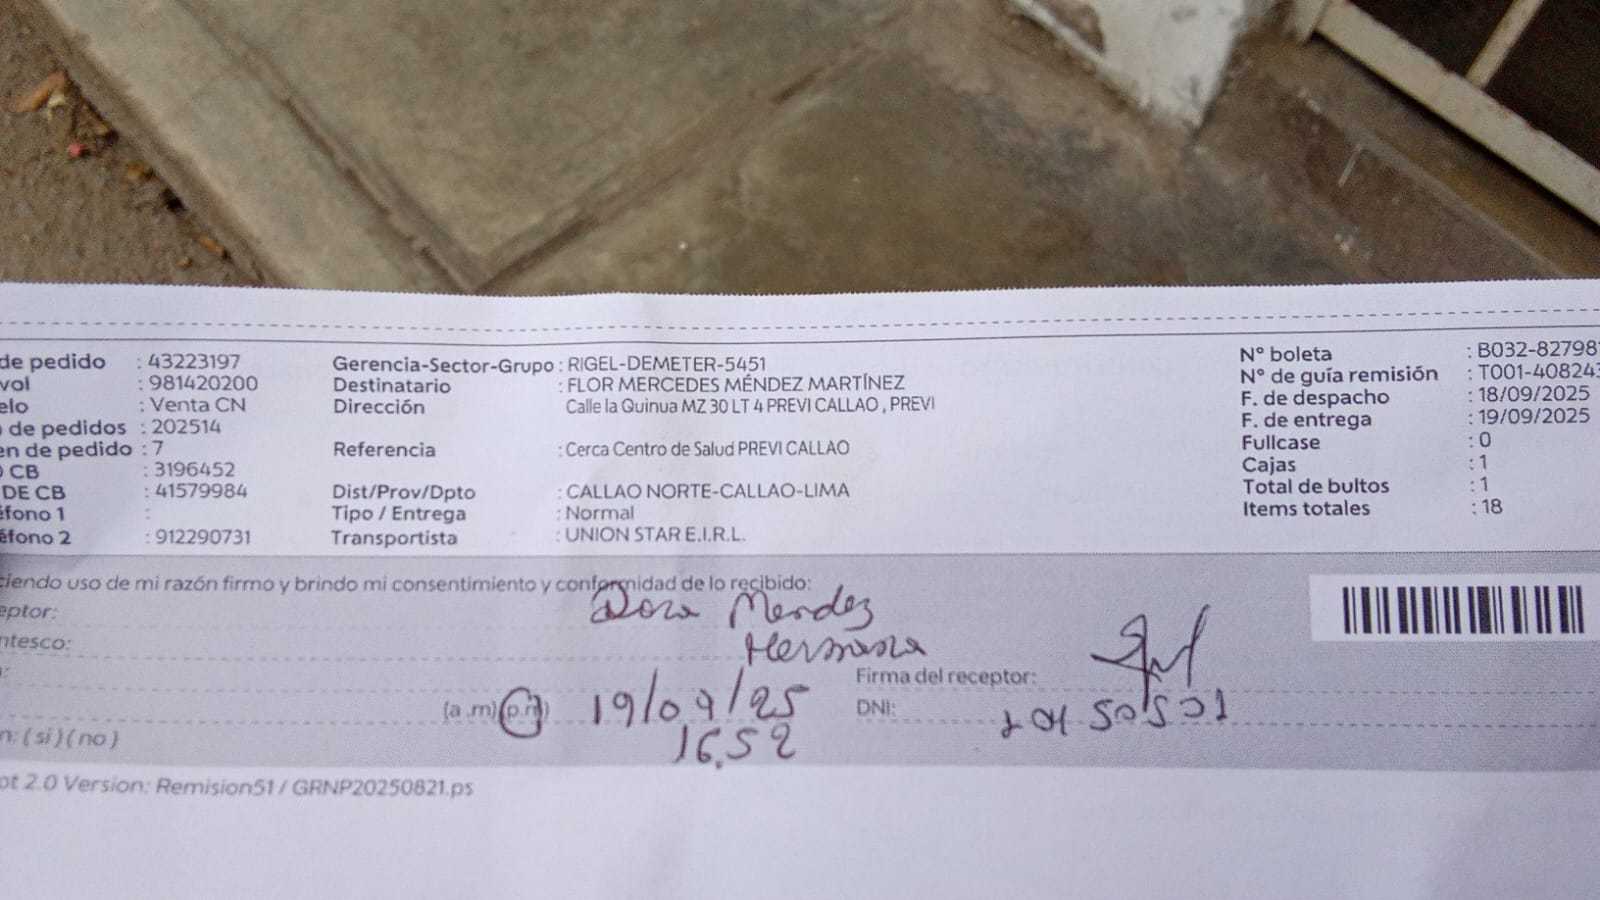 de pedido : 43223197
vol : 981420200
elo : Venta CN
de pedidos : 202514
en de pedido : 7
CB : 3196452
DE CB : 41579984
éfono 1 :
éfono 2 : 912290731
Gerencia-Sector-Grupo : RIGEL-DEMETER-5451
Destinatario : FLOR MERCEDES MÉNDEZ MARTÍNEZ
Dirección Calle la Quinua MZ 30 LT 4 PREVI CALLAO , PREVI
Referencia : Cerca Centro de Salud PREVI CALLAO
Dist/Prov/Dpto : CALLAO NORTE-CALLAO-LIMA
Tipo / Entrega : Normal
Transportista : UNION STAR E.I.R.L.
N° boleta : B032-82798
N° de guía remisión : T001-408243
F. de despacho : 18/09/2025
F. de entrega : 19/09/2025
Fullcase : 0
Cajas : 1
Total de bultos : 1
Items totales : 18
ciendo uso de mi razón firmo y brindo mi consentimiento y conformidad de lo recibido:
eptor: Dora Mendez
ntesco: Hermana
(a .m)(p.m) 19/09/25
16,52
Firma del receptor:
DNI:
n: ( si ) ( no )
pt 2.0 Version: Remision51 / GRNP20250821.ps